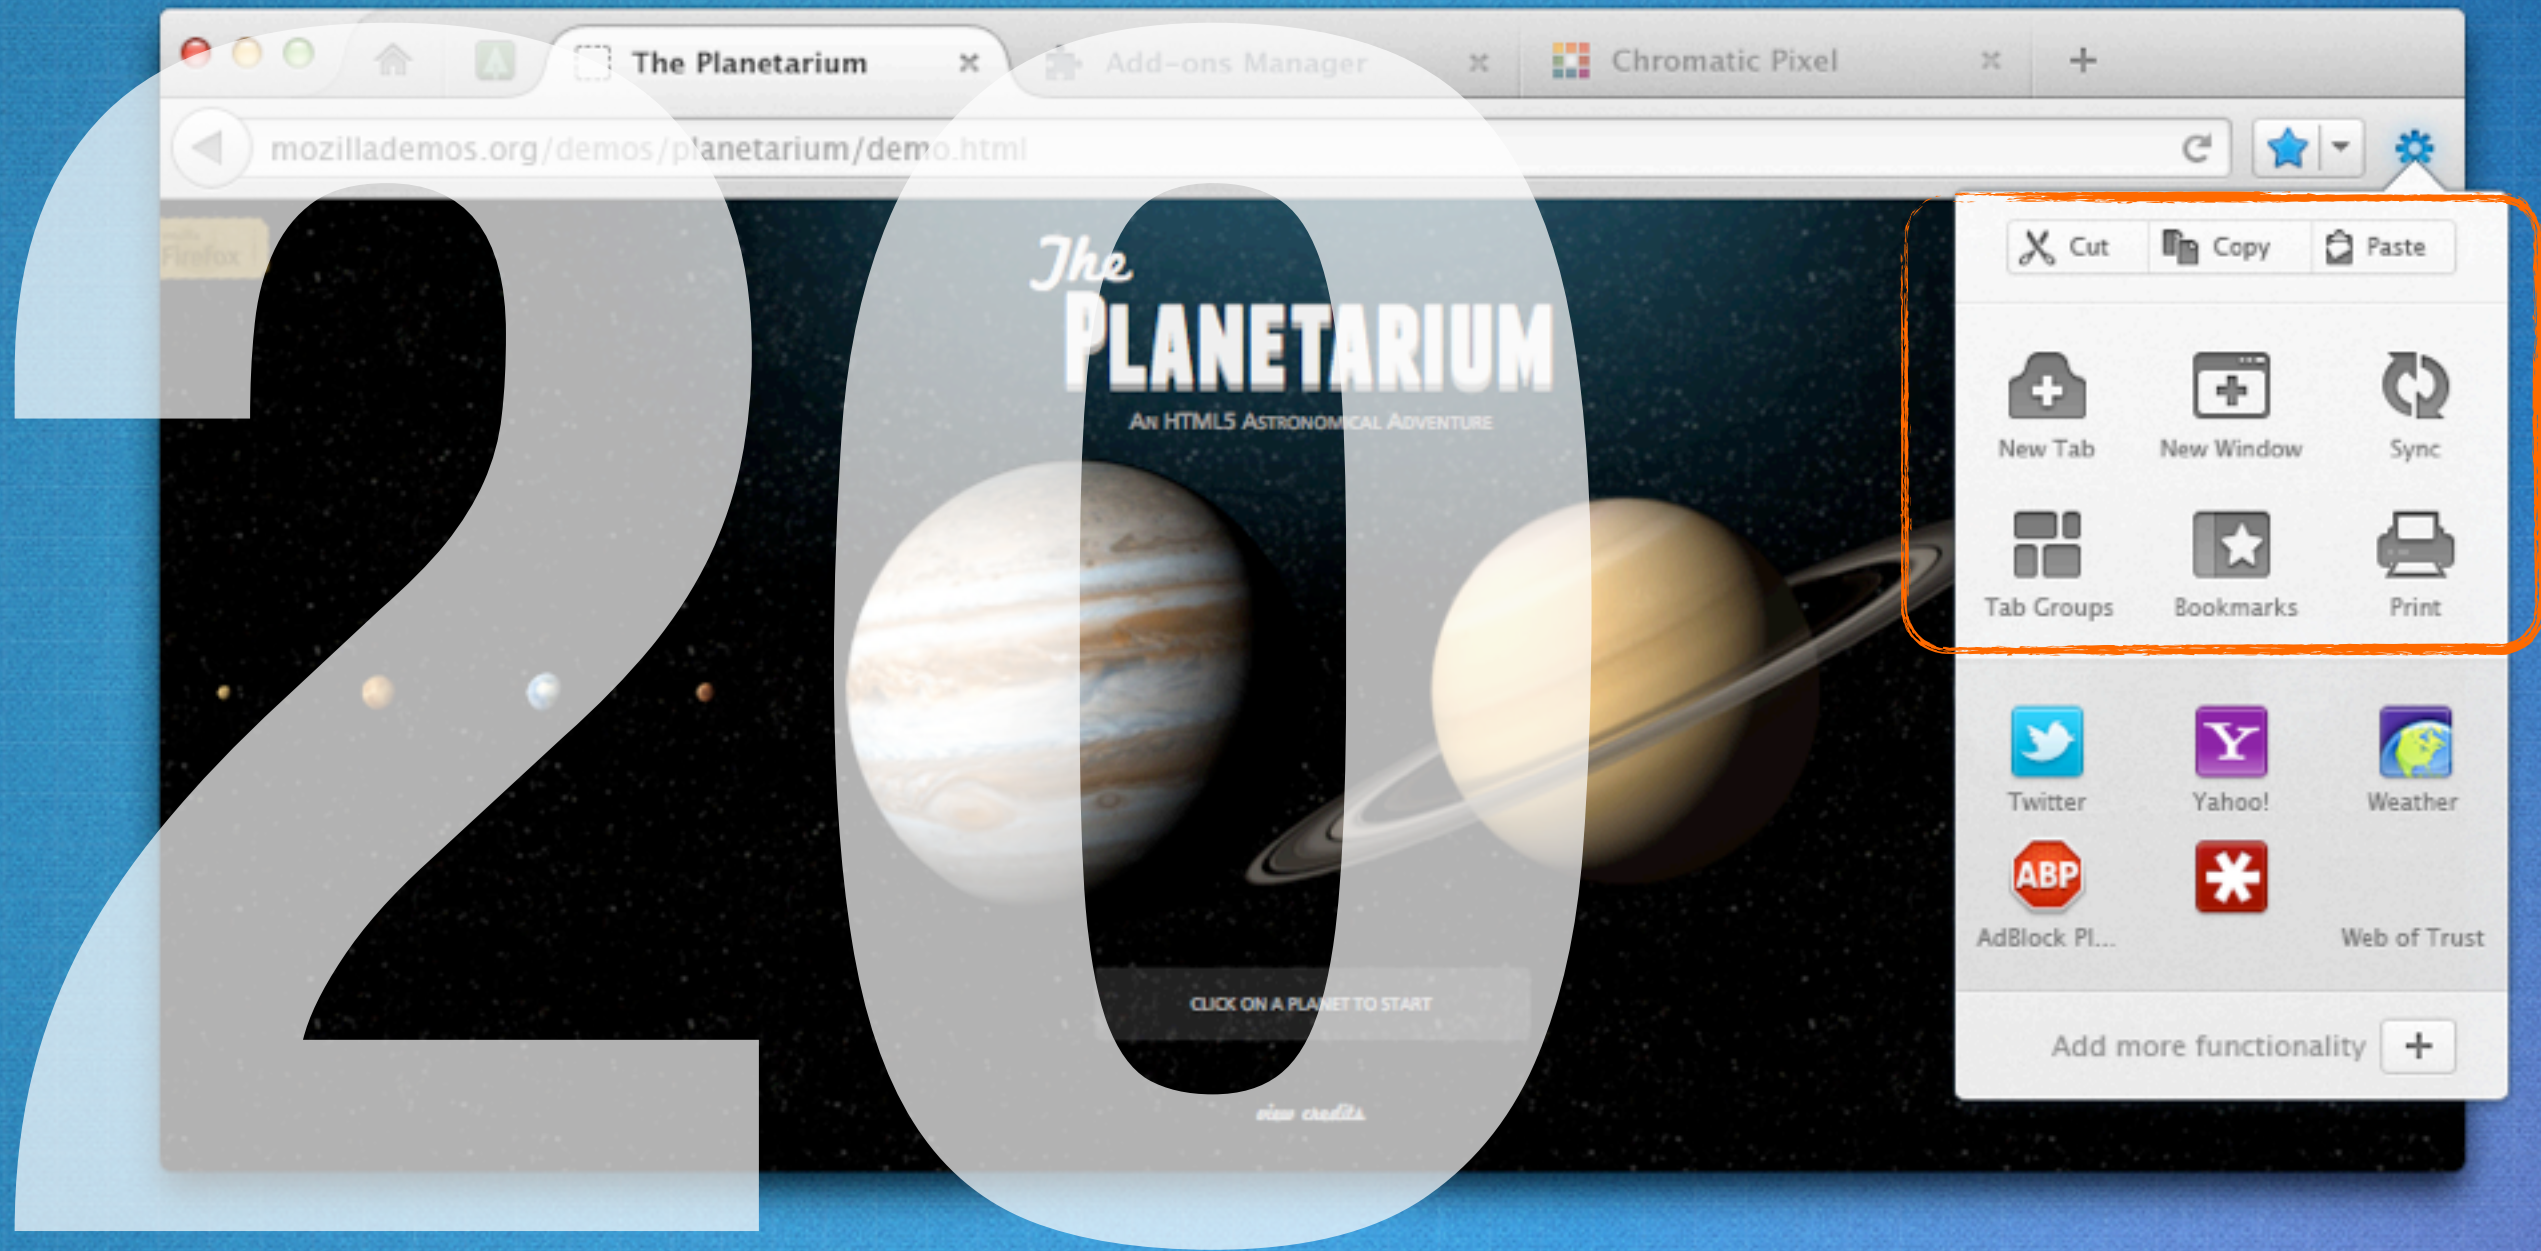 20
The Planetarium
Add-ons Manager
Chromatic Pixel
mozillademos.org/demos/planetarium/demo.html
Firefox
The
PLANETARIUM
AN HTML5 ASTRONOMICAL ADVENTURE
CLICK ON A PLANET TO START
view credits
Cut Copy Paste
New Tab New Window Sync
Tab Groups Bookmarks Print
Twitter Yahoo! Weather
ABP
AdBlock Pl... Web of Trust
Add more functionality